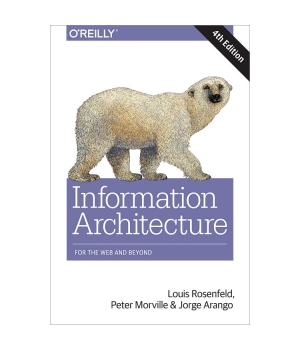 O'REILLY®
4th Edition
Information
Architecture
FOR THE WEB AND BEYOND
Louis Rosenfeld,
Peter Morville & Jorge Arango